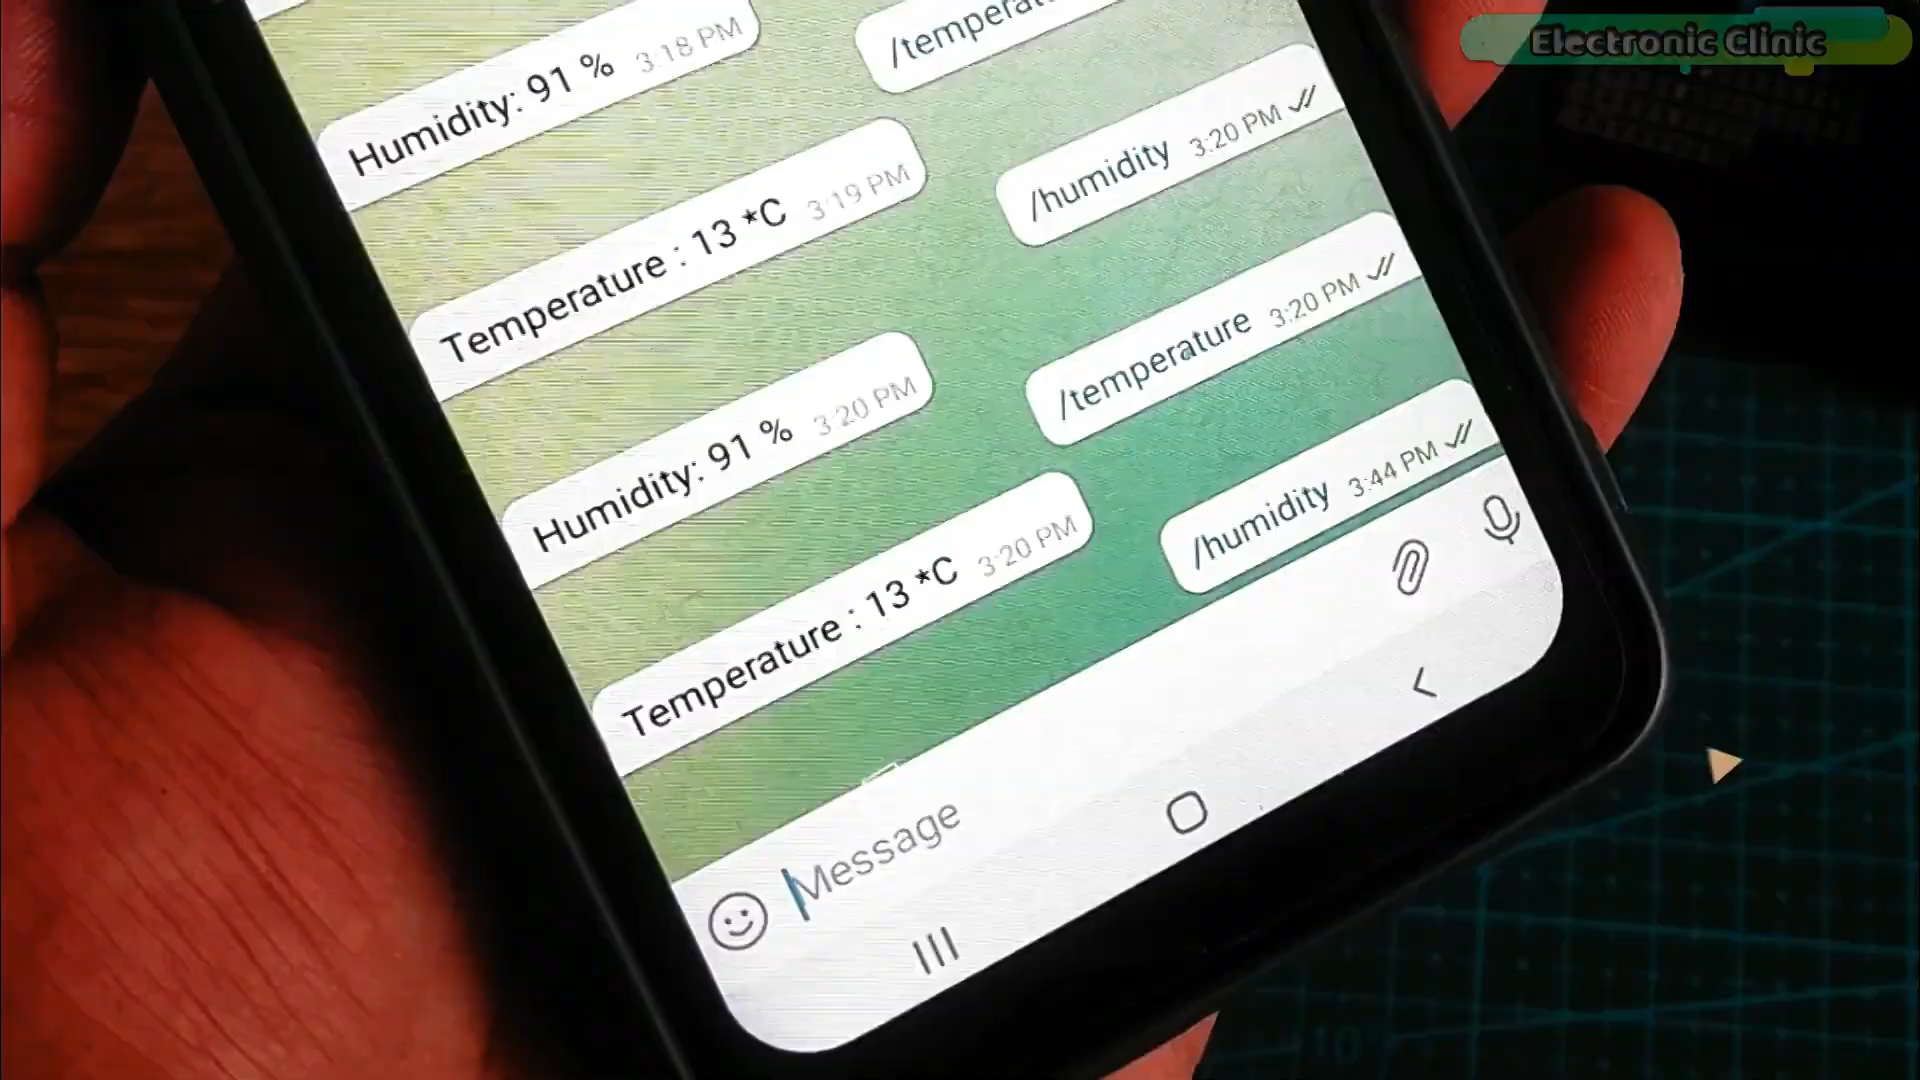 Electronic Clinic
Humidity: 91 % 3:18 PM
/temperat
Temperature : 13 *C 3:19 PM
/humidity 3:20 PM
Humidity: 91 % 3:20 PM
/temperature 3:20 PM
Temperature : 13 *C 3:20 PM
/humidity 3:44 PM
Message
10